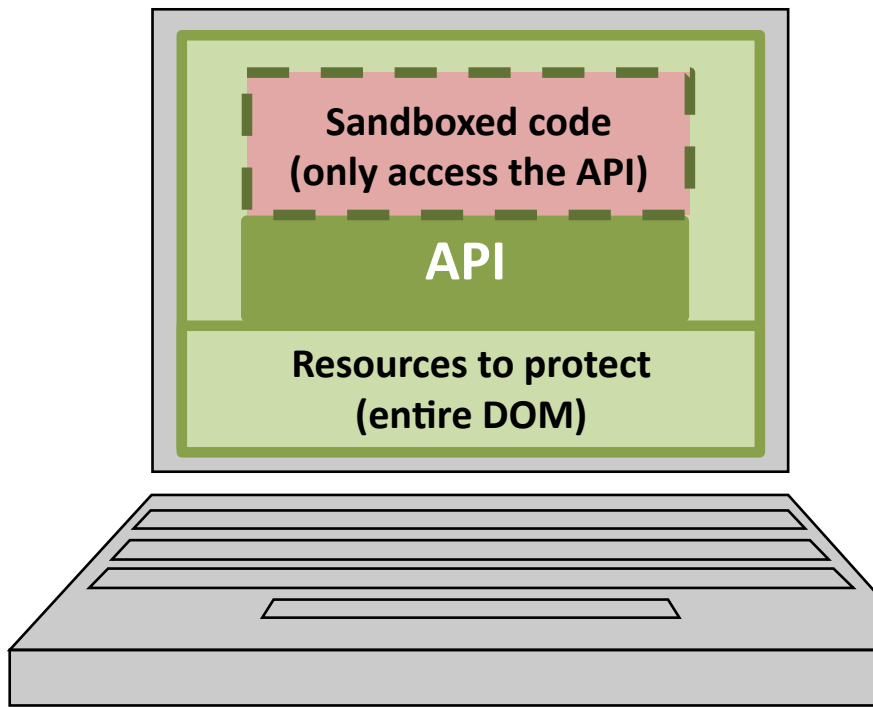 Sandboxed code
(only access the API)
API
Resources to protect
(entire DOM)